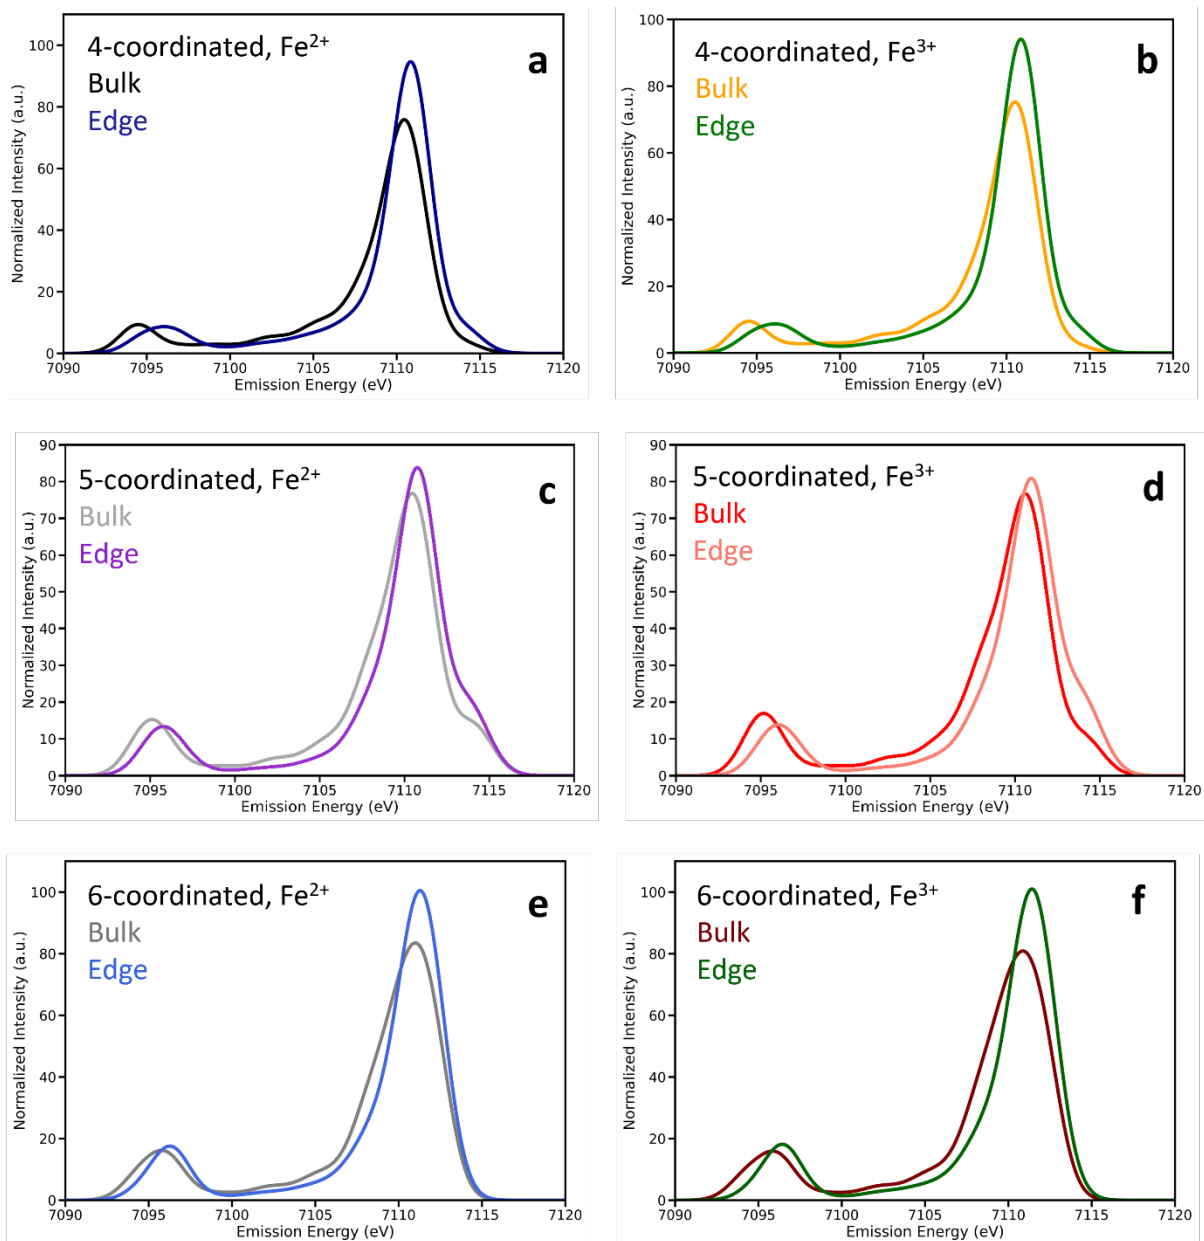 4-coordinated, Fe2+
Bulk
Edge
a
Normalized Intensity (a.u.)
100
80
60
40
20
0
7090 7095 7100 7105 7110 7115 7120
Emission Energy (eV)
4-coordinated, Fe3+
Bulk
Edge
b
Normalized Intensity (a.u.)
100
80
60
40
20
0
7090 7095 7100 7105 7110 7115 7120
Emission Energy (eV)
5-coordinated, Fe2+
Bulk
Edge
c
Normalized Intensity (a.u.)
90
80
70
60
50
40
30
20
10
0
7090 7095 7100 7105 7110 7115 7120
Emission Energy (eV)
5-coordinated, Fe3+
Bulk
Edge
d
Normalized Intensity (a.u.)
90
80
70
60
50
40
30
20
10
0
7090 7095 7100 7105 7110 7115 7120
Emission Energy (eV)
6-coordinated, Fe2+
Bulk
Edge
e
Normalized Intensity (a.u.)
100
80
60
40
20
0
7090 7095 7100 7105 7110 7115 7120
Emission Energy (eV)
6-coordinated, Fe3+
Bulk
Edge
f
Normalized Intensity (a.u.)
100
80
60
40
20
0
7090 7095 7100 7105 7110 7115 7120
Emission Energy (eV)